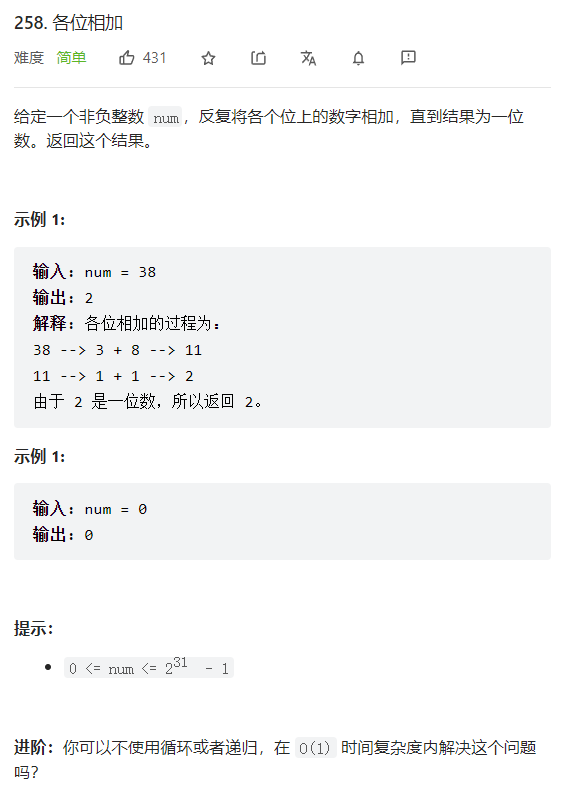 258. 各位相加
难度 简单 431
给定一个非负整数 num ，反复将各个位上的数字相加，直到结果为一位
数。返回这个结果。
示例 1:
输入：num = 38
输出：2
解释：各位相加的过程为：
38 --> 3 + 8 --> 11
11 --> 1 + 1 --> 2
由于 2 是一位数，所以返回 2。
示例 1:
输入：num = 0
输出：0
提示：
• 0 <= num <= 2^31 - 1
进阶：你可以不使用循环或者递归，在 O(1) 时间复杂度内解决这个问题
吗？